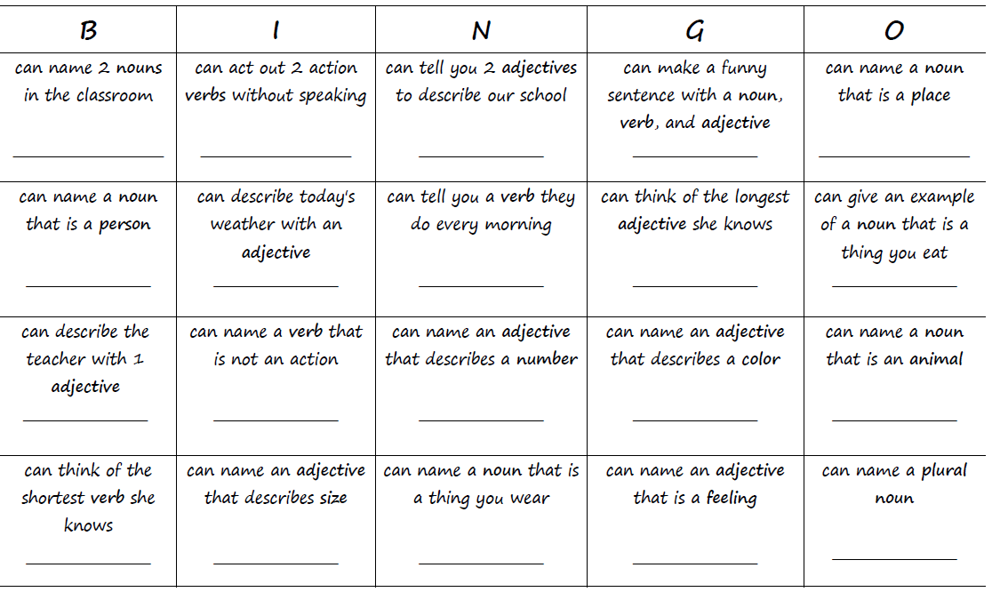 B
I
N
G
O
can name 2 nouns
in the classroom
can act out 2 action
verbs without speaking
can tell you 2 adjectives
to describe our school
can make a funny
sentence with a noun,
verb, and adjective
can name a noun
that is a place
can name a noun
that is a person
can describe today's
weather with an
adjective
can tell you a verb they
do every morning
can think of the longest
adjective she knows
can give an example
of a noun that is a
thing you eat
can describe the
teacher with 1
adjective
can name a verb that
is not an action
can name an adjective
that describes a number
can name an adjective
that describes a color
can name a noun
that is an animal
can think of the
shortest verb she
knows
can name an adjective
that describes size
can name a noun that is
a thing you wear
can name an adjective
that is a feeling
can name a plural
noun